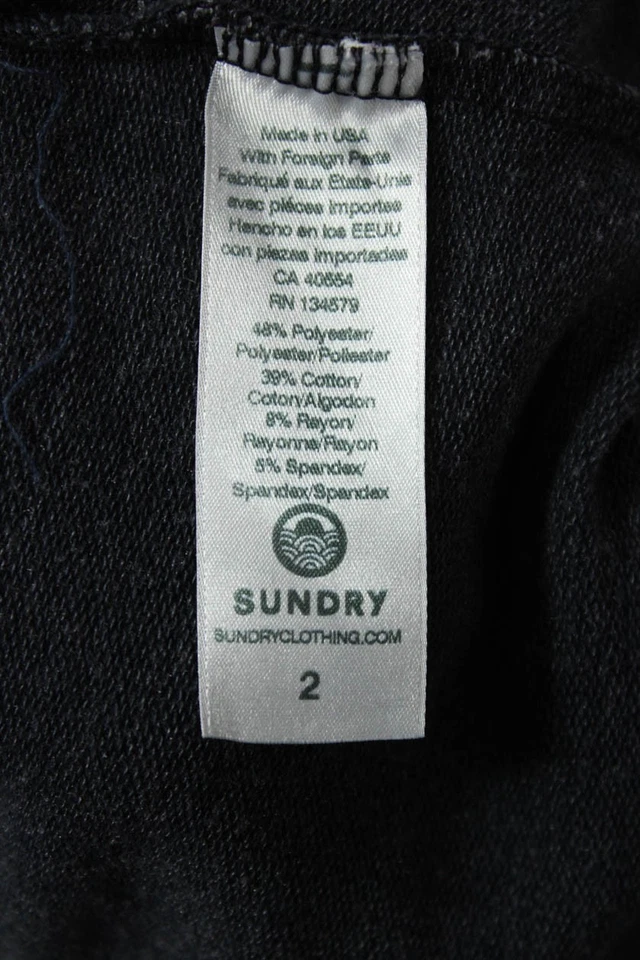 Made in USA
With Foreign Parts
Fabriqué aux Etats-Unis
avec piéces importes
Hencho en los EEUU
con piezas importadas
CA 40554
RN 134579
48% Polyester/
Polyester/Poliester
39% Cotton/
Coton/Algodon
8% Rayon/
Rayonne/Rayon
5% Spandex/
Spandex/Spandex
SUNDRY
SUNDRYCLOTHING.COM
2